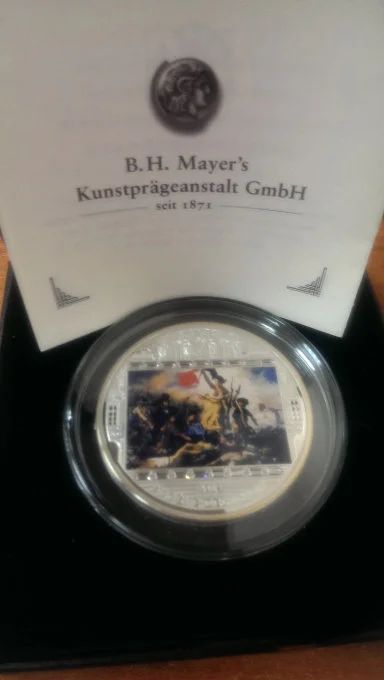 B. H. Mayer's
Kunstprägeanstalt GmbH
seit 1871